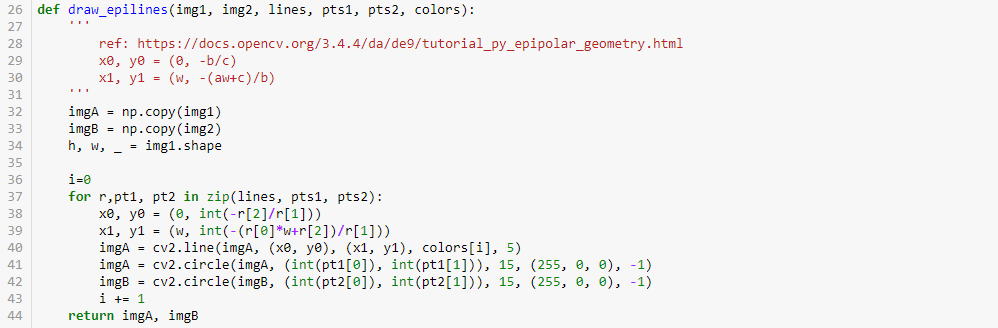 26 def draw_epilines(img1, img2, lines, pts1, pts2, colors):
27     '''
28         ref: https://docs.opencv.org/3.4.4/da/de9/tutorial_py_epipolar_geometry.html
29         x0, y0 = (0, -b/c)
30         x1, y1 = (w, -(aw+c)/b)
31     '''
32     imgA = np.copy(img1)
33     imgB = np.copy(img2)
34     h, w, _ = img1.shape
35
36     i=0
37     for r,pt1, pt2 in zip(lines, pts1, pts2):
38         x0, y0 = (0, int(-r[2]/r[1]))
39         x1, y1 = (w, int(-(r[0]*w+r[2])/r[1]))
40         imgA = cv2.line(imgA, (x0, y0), (x1, y1), colors[i], 5)
41         imgA = cv2.circle(imgA, (int(pt1[0]), int(pt1[1])), 15, (255, 0, 0), -1)
42         imgB = cv2.circle(imgB, (int(pt2[0]), int(pt2[1])), 15, (255, 0, 0), -1)
43         i += 1
44     return imgA, imgB